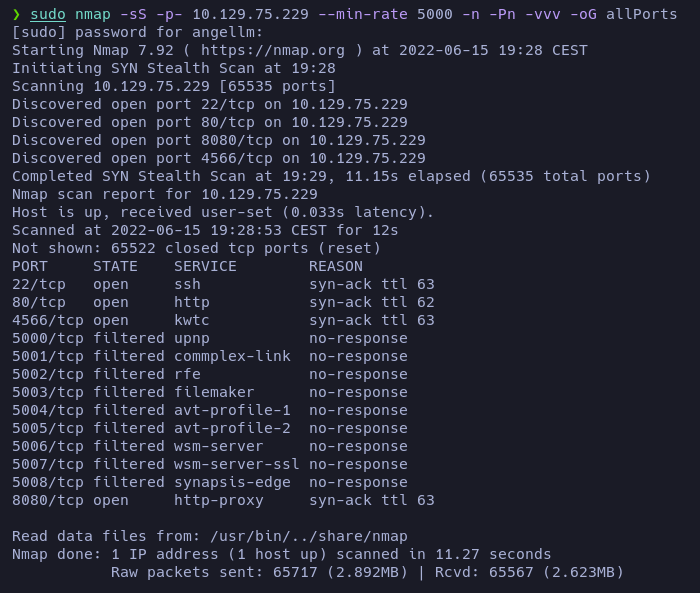 ❯ sudo nmap -sS -p- 10.129.75.229 --min-rate 5000 -n -Pn -vvv -oG allPorts
[sudo] password for angellm:
Starting Nmap 7.92 ( https://nmap.org ) at 2022-06-15 19:28 CEST
Initiating SYN Stealth Scan at 19:28
Scanning 10.129.75.229 [65535 ports]
Discovered open port 22/tcp on 10.129.75.229
Discovered open port 80/tcp on 10.129.75.229
Discovered open port 8080/tcp on 10.129.75.229
Discovered open port 4566/tcp on 10.129.75.229
Completed SYN Stealth Scan at 19:29, 11.15s elapsed (65535 total ports)
Nmap scan report for 10.129.75.229
Host is up, received user-set (0.033s latency).
Scanned at 2022-06-15 19:28:53 CEST for 12s
Not shown: 65522 closed tcp ports (reset)
PORT     STATE    SERVICE        REASON
22/tcp   open     ssh            syn-ack ttl 63
80/tcp   open     http           syn-ack ttl 62
4566/tcp open     kwtc           syn-ack ttl 63
5000/tcp filtered upnp           no-response
5001/tcp filtered commplex-link  no-response
5002/tcp filtered rfe            no-response
5003/tcp filtered filemaker      no-response
5004/tcp filtered avt-profile-1  no-response
5005/tcp filtered avt-profile-2  no-response
5006/tcp filtered wsm-server     no-response
5007/tcp filtered wsm-server-ssl no-response
5008/tcp filtered synapsis-edge  no-response
8080/tcp open     http-proxy     syn-ack ttl 63
Read data files from: /usr/bin/../share/nmap
Nmap done: 1 IP address (1 host up) scanned in 11.27 seconds
           Raw packets sent: 65717 (2.892MB) | Rcvd: 65567 (2.623MB)